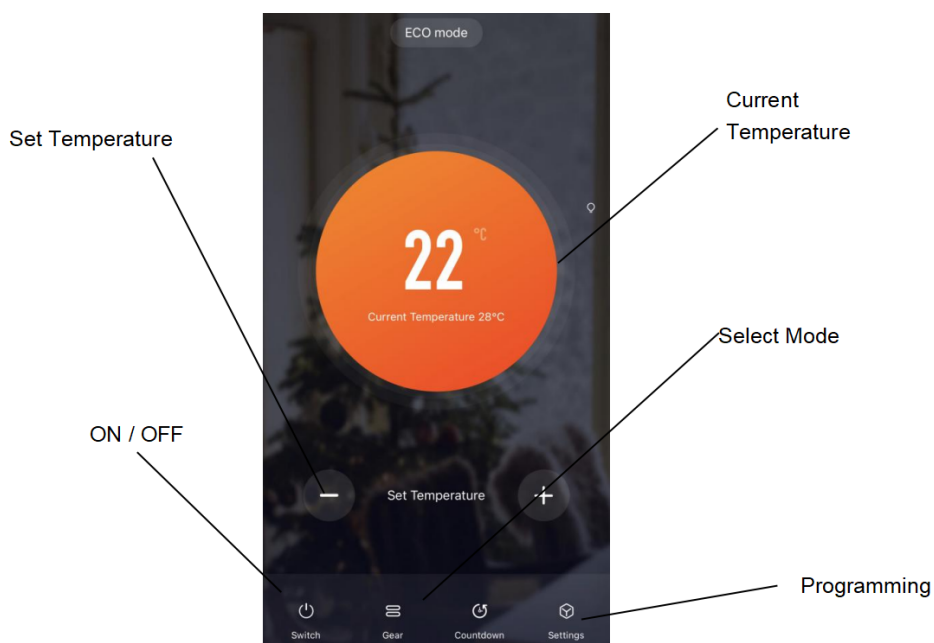 ECO mode
Current
Temperature
Set Temperature
22 °C
Current Temperature 28°C
Select Mode
ON / OFF
Set Temperature
Programming
Switch
Gear
Countdown
Settings